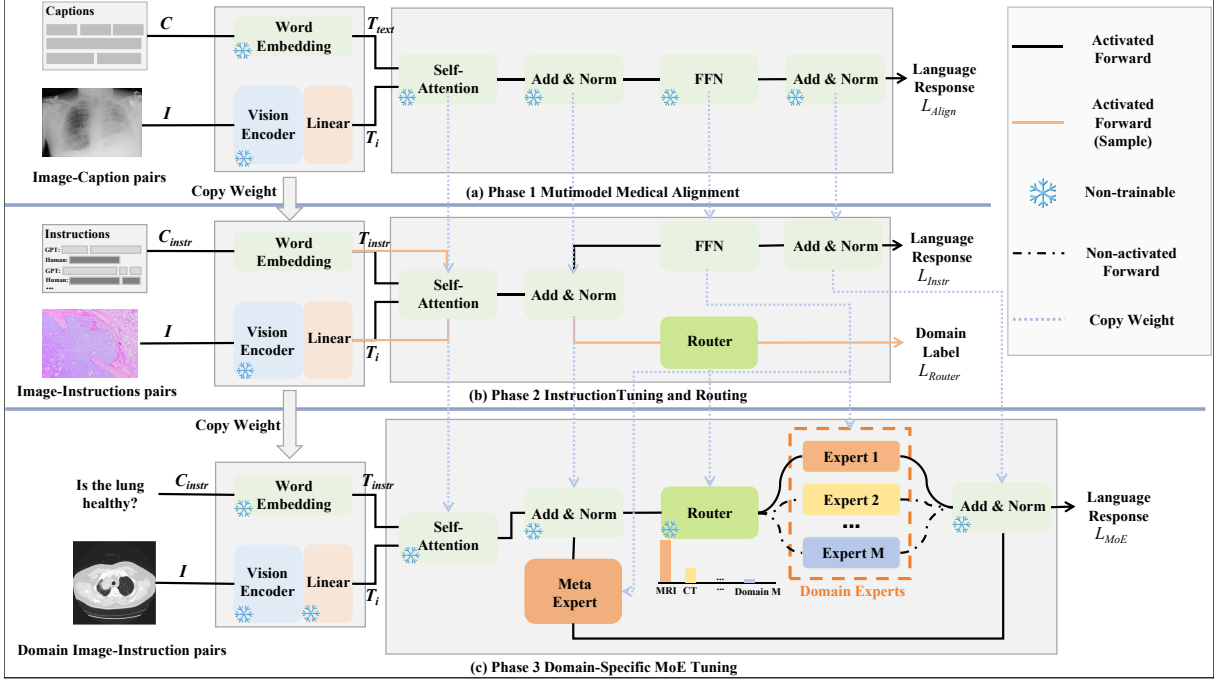 Captions
C
Word
Embedding
T_text
I
Vision
Encoder
Linear
T_i
Image-Caption pairs
Self-
Attention
Add & Norm
FFN
Add & Norm
Language
Response
L_Align
(a) Phase 1 Mutimodel Medical Alignment
Copy Weight
Activated
Forward
Activated
Forward
(Sample)
Non-trainable
Non-activated
Forward
Copy Weight
Instructions
GPT:
Human:
GPT:
Human:
...
C_instr
Word
Embedding
T_instr
I
Vision
Encoder
Linear
T_i
Image-Instructions pairs
Self-
Attention
Add & Norm
FFN
Add & Norm
Language
Response
L_Instr
Router
Domain
Label
L_Router
(b) Phase 2 InstructionTuning and Routing
Copy Weight
Is the lung
healthy?
C_instr
Word
Embedding
T_instr
I
Vision
Encoder
Linear
T_i
Domain Image-Instruction pairs
Self-
Attention
Add & Norm
Router
Meta
Expert
MRI
CT
...
Domain M
Expert 1
Expert 2
...
Expert M
Domain Experts
Add & Norm
Language
Response
L_MoE
(c) Phase 3 Domain-Specific MoE Tuning